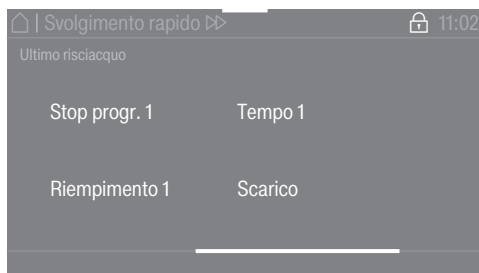 | Svolgimento rapido 11:02
Ultimo risciacquo
Stop progr. 1 Tempo 1
Riempimento 1 Scarico